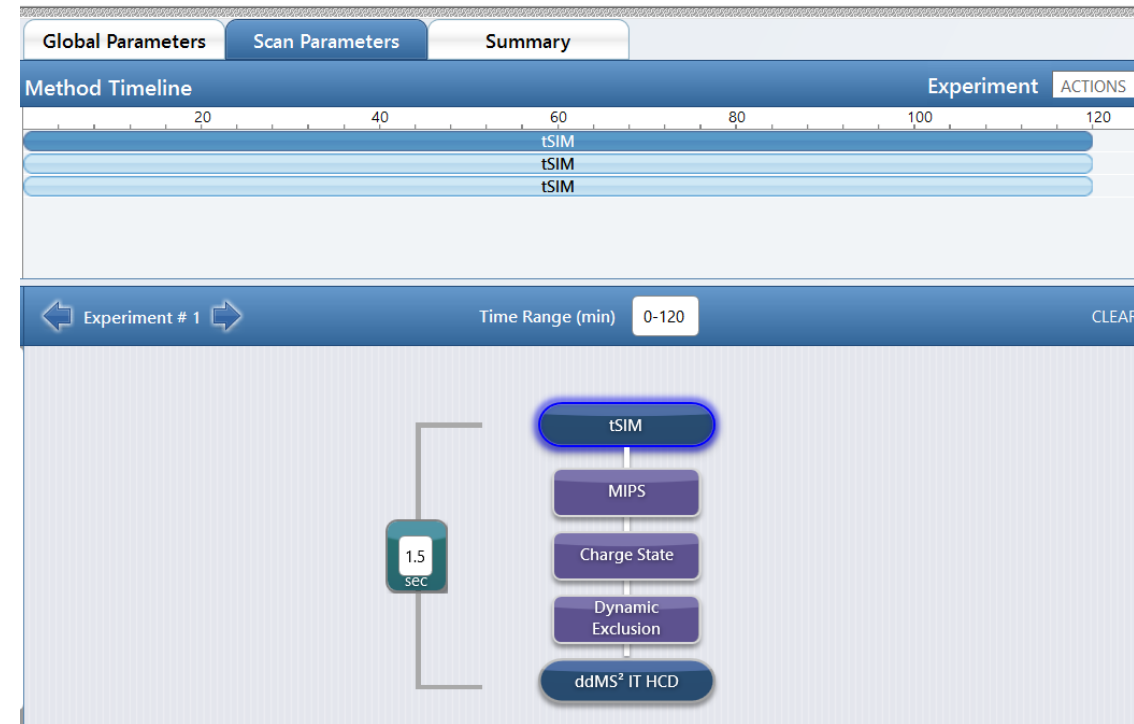 Global Parameters Scan Parameters Summary
Method Timeline Experiment ACTIONS
20 40 60 80 100 120
tSIM
tSIM
tSIM
Experiment # 1 Time Range (min) 0-120 CLEAR
tSIM
MIPS
1.5
sec
Charge State
Dynamic
Exclusion
ddMS² IT HCD